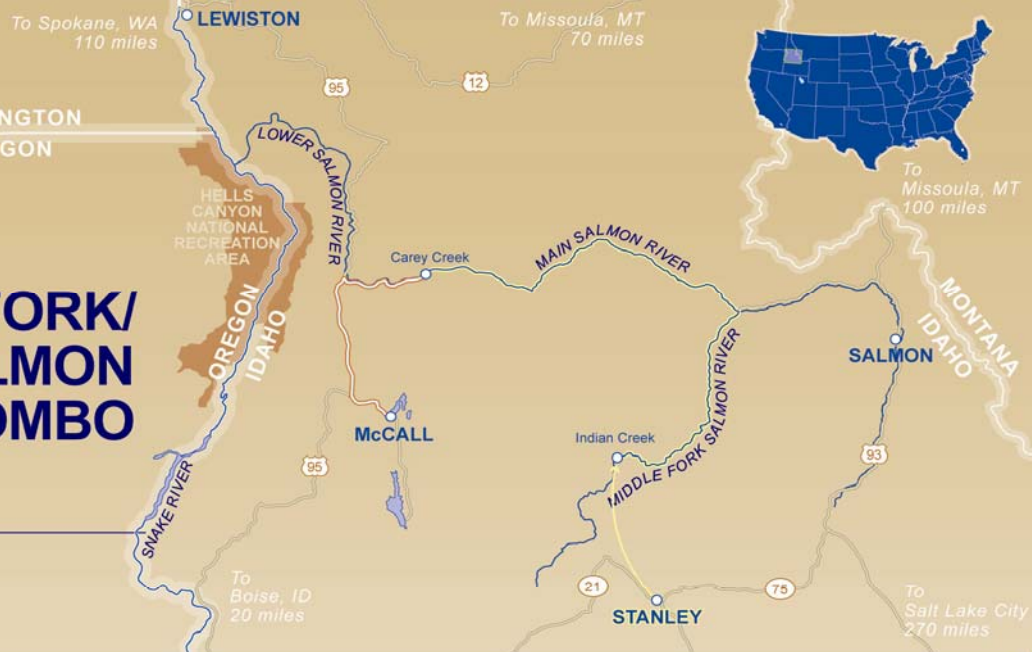 To Spokane, WA
110 miles
LEWISTON
To Missoula, MT
70 miles
95
12
NGTON
GON
LOWER SALMON RIVER
To
Missoula, MT
100 miles
HELLS
CANYON
NATIONAL
RECREATION
AREA
Carey Creek
MAIN SALMON RIVER
OREGON
IDAHO
MONTANA
IDAHO
FORK/
LMON
OMBO
SALMON
McCALL
MIDDLE FORK SALMON RIVER
Indian Creek
95
93
SNAKE RIVER
To
Boise, ID
20 miles
21
75
STANLEY
To
Salt Lake City
270 miles